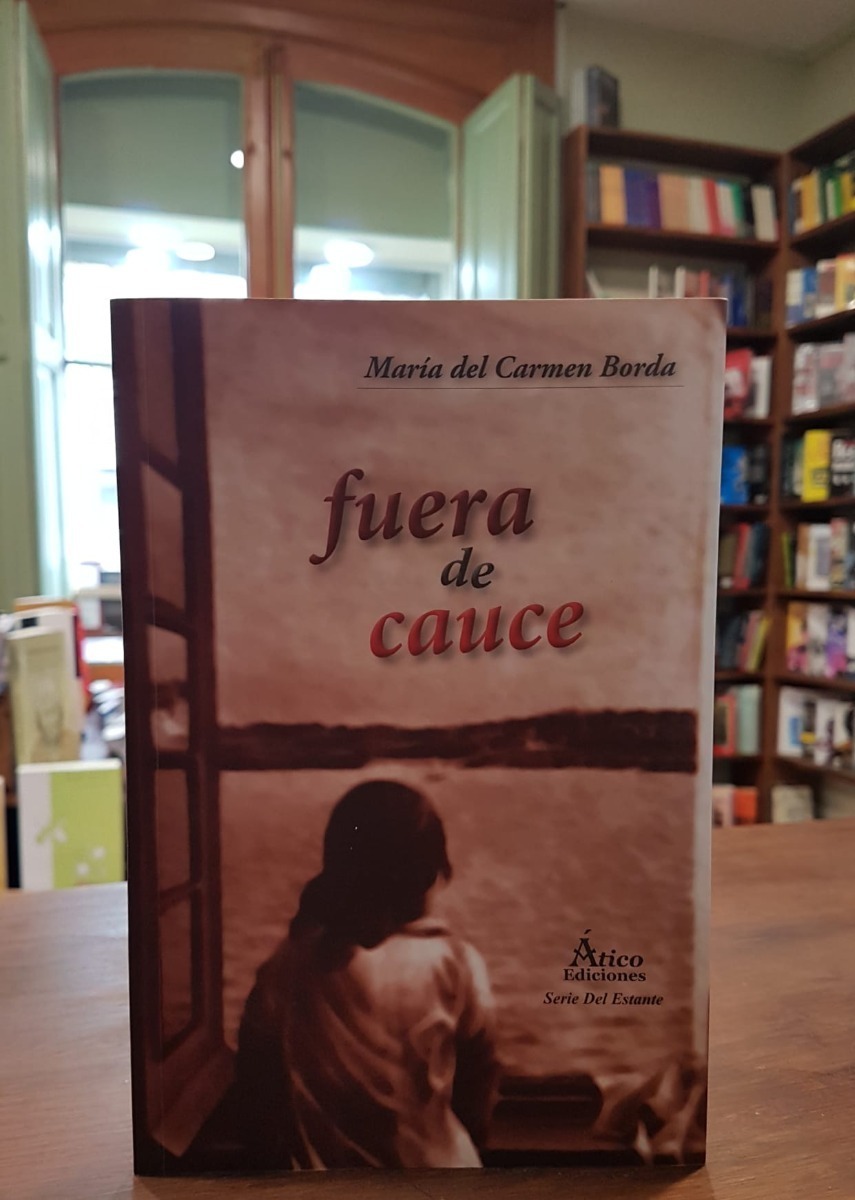 María del Carmen Borda
fuera
de
cauce
Ático
Ediciones
Serie Del Estante